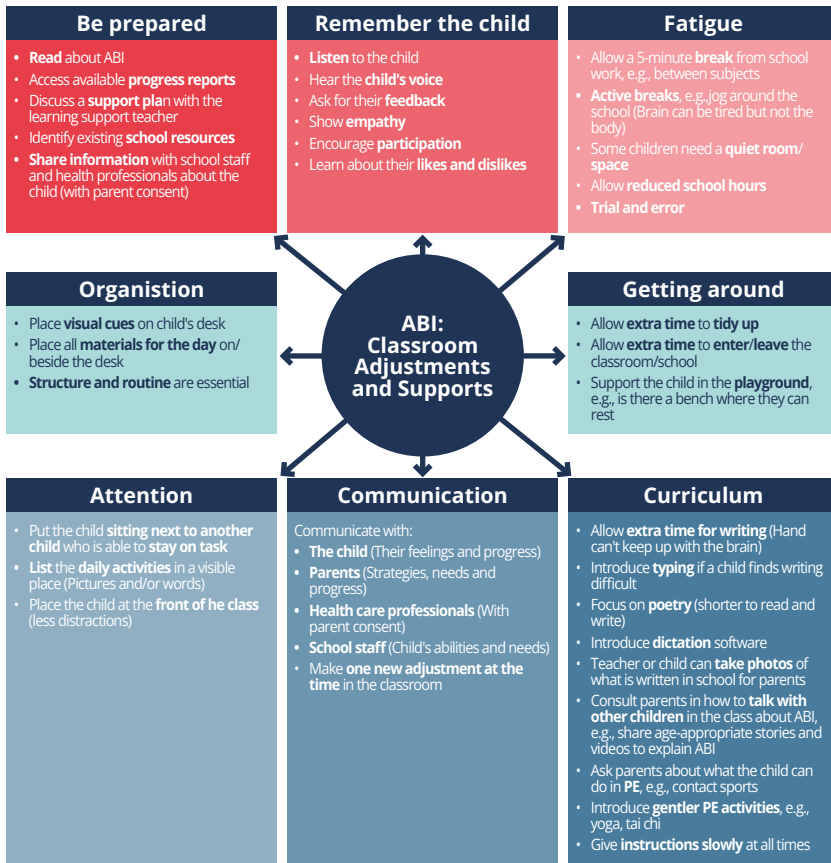 Be prepared
• Read about ABI
• Access available progress reports
• Discuss a support plan with the
learning support teacher
• Identify existing school resources
• Share information with school staff
and health professionals about the
child (with parent consent)
Remember the child
• Listen to the child
• Hear the child's voice
• Ask for their feedback
• Show empathy
• Encourage participation
• Learn about their likes and dislikes
Fatigue
• Allow a 5-minute break from school
work, e.g., between subjects
• Active breaks, e.g.,jog around the
school (Brain can be tired but not the
body)
• Some children need a quiet room/
space
• Allow reduced school hours
• Trial and error
Organistion
• Place visual cues on child's desk
• Place all materials for the day on/
beside the desk
• Structure and routine are essential
ABI:
Classroom
Adjustments
and Supports
Getting around
• Allow extra time to tidy up
• Allow extra time to enter/leave the
classroom/school
• Support the child in the playground,
e.g., is there a bench where they can
rest
Attention
• Put the child sitting next to another
child who is able to stay on task
• List the daily activities in a visible
place (Pictures and/or words)
• Place the child at the front of he class
(less distractions)
Communication
Communicate with:
• The child (Their feelings and progress)
• Parents (Strategies, needs and
progress)
• Health care professionals (With
parent consent)
• School staff (Child's abilities and needs)
• Make one new adjustment at the
time in the classroom
Curriculum
• Allow extra time for writing (Hand
can't keep up with the brain)
• Introduce typing if a child finds writing
difficult
• Focus on poetry (shorter to read and
write)
• Introduce dictation software
• Teacher or child can take photos of
what is written in school for parents
• Consult parents in how to talk with
other children in the class about ABI,
e.g., share age-appropriate stories and
videos to explain ABI
• Ask parents about what the child can
do in PE, e.g., contact sports
• Introduce gentler PE activities, e.g.,
yoga, tai chi
• Give instructions slowly at all times